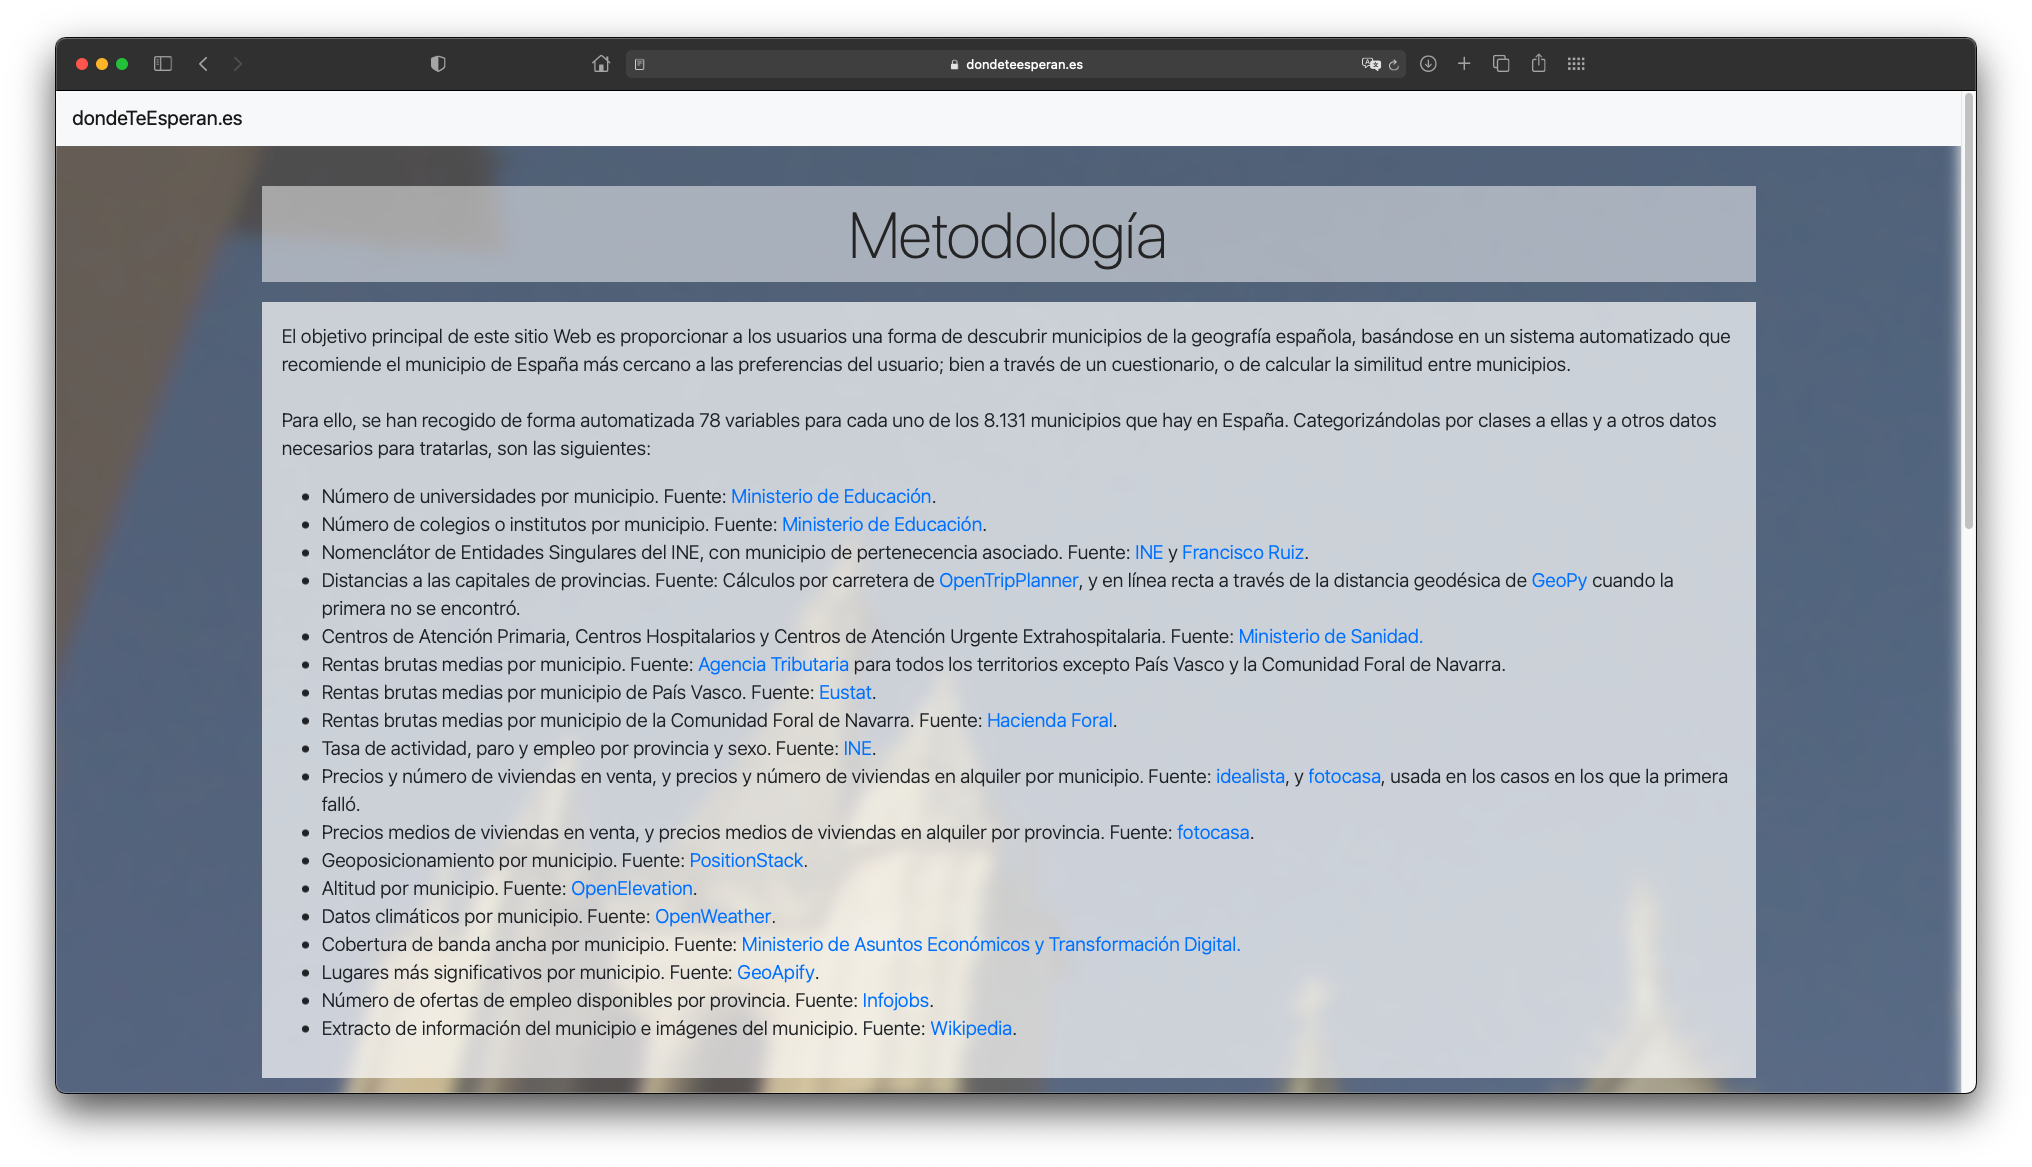 dondeteesperan.es
dondeTeEsperan.es
Metodología
El objetivo principal de este sitio Web es proporcionar a los usuarios una forma de descubrir municipios de la geografía española, basándose en un sistema automatizado que
recomiende el municipio de España más cercano a las preferencias del usuario; bien a través de un cuestionario, o de calcular la similitud entre municipios.
Para ello, se han recogido de forma automatizada 78 variables para cada uno de los 8.131 municipios que hay en España. Categorizándolas por clases a ellas y a otros datos
necesarios para tratarlas, son las siguientes:
• Número de universidades por municipio. Fuente: Ministerio de Educación.
• Número de colegios o institutos por municipio. Fuente: Ministerio de Educación.
• Nomenclátor de Entidades Singulares del INE, con municipio de pertenecencia asociado. Fuente: INE y Francisco Ruiz.
• Distancias a las capitales de provincias. Fuente: Cálculos por carretera de OpenTripPlanner, y en línea recta a través de la distancia geodésica de GeoPy cuando la
primera no se encontró.
• Centros de Atención Primaria, Centros Hospitalarios y Centros de Atención Urgente Extrahospitalaria. Fuente: Ministerio de Sanidad.
• Rentas brutas medias por municipio. Fuente: Agencia Tributaria para todos los territorios excepto País Vasco y la Comunidad Foral de Navarra.
• Rentas brutas medias por municipio de País Vasco. Fuente: Eustat.
• Rentas brutas medias por municipio de la Comunidad Foral de Navarra. Fuente: Hacienda Foral.
• Tasa de actividad, paro y empleo por provincia y sexo. Fuente: INE.
• Precios y número de viviendas en venta, y precios y número de viviendas en alquiler por municipio. Fuente: idealista, y fotocasa, usada en los casos en los que la primera
falló.
• Precios medios de viviendas en venta, y precios medios de viviendas en alquiler por provincia. Fuente: fotocasa.
• Geoposicionamiento por municipio. Fuente: PositionStack.
• Altitud por municipio. Fuente: OpenElevation.
• Datos climáticos por municipio. Fuente: OpenWeather.
• Cobertura de banda ancha por municipio. Fuente: Ministerio de Asuntos Económicos y Transformación Digital.
• Lugares más significativos por municipio. Fuente: GeoApify.
• Número de ofertas de empleo disponibles por provincia. Fuente: Infojobs.
• Extracto de información del municipio e imágenes del municipio. Fuente: Wikipedia.